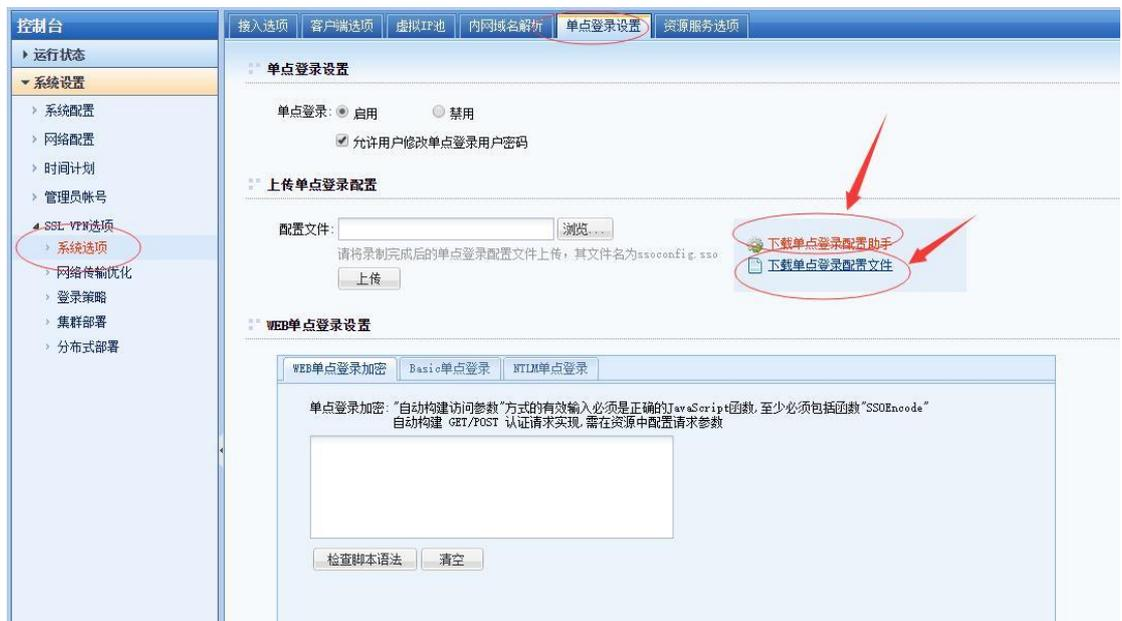 控制台
运行状态
系统设置
系统配置
网络配置
时间计划
管理员帐号
SSL VPN选项
系统选项
网络传输优化
登录策略
集群部署
分布式部署
接入选项 客户端选项 虚拟IP池 内网域名解析 单点登录设置 资源服务选项
单点登录设置
单点登录: 启用 禁用
允许用户修改单点登录用户密码
上传单点登录配置
配置文件: 浏览...
请将录制完成后的单点登录配置文件上传，其文件名为ssoconfig.sso
上传
下载单点登录配置助手
下载单点登录配置文件
WEB单点登录设置
WEB单点登录加密 Basic单点登录 NTLM单点登录
单点登录加密: "自动构建访问参数"方式的有效输入必须是正确的JavaScript函数,至少必须包括函数"SSOEncode"
自动构建 GET/POST 认证请求实现,需在资源中配置请求参数
检查脚本语法 清空